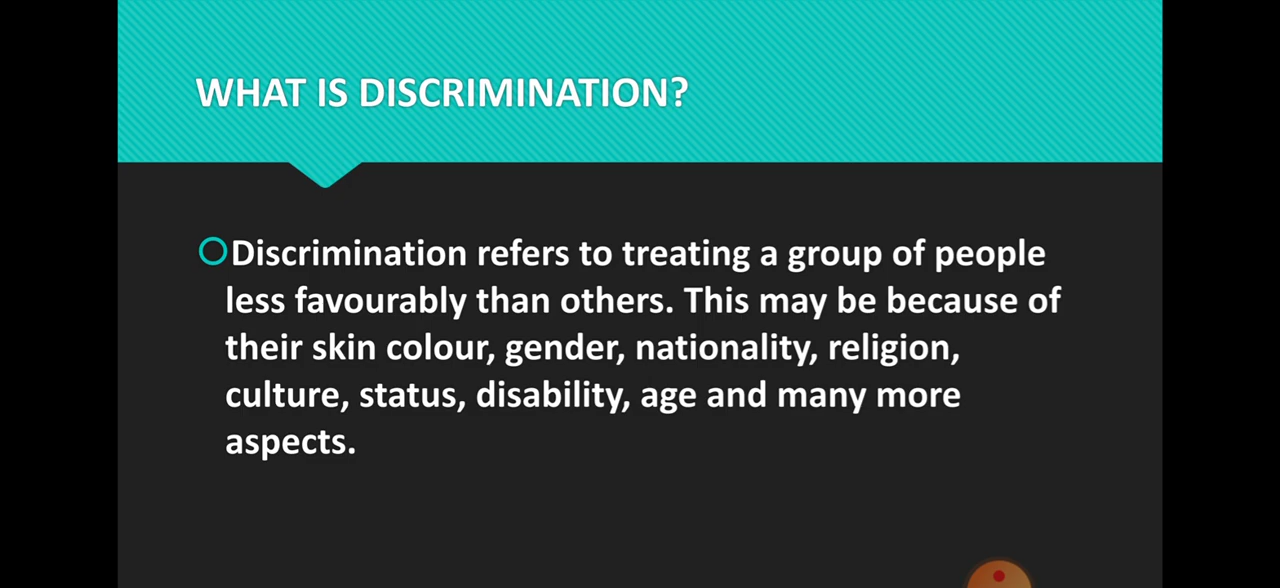 WHAT IS DISCRIMINATION?
Discrimination refers to treating a group of people
less favourably than others. This may be because of
their skin colour, gender, nationality, religion,
culture, status, disability, age and many more
aspects.